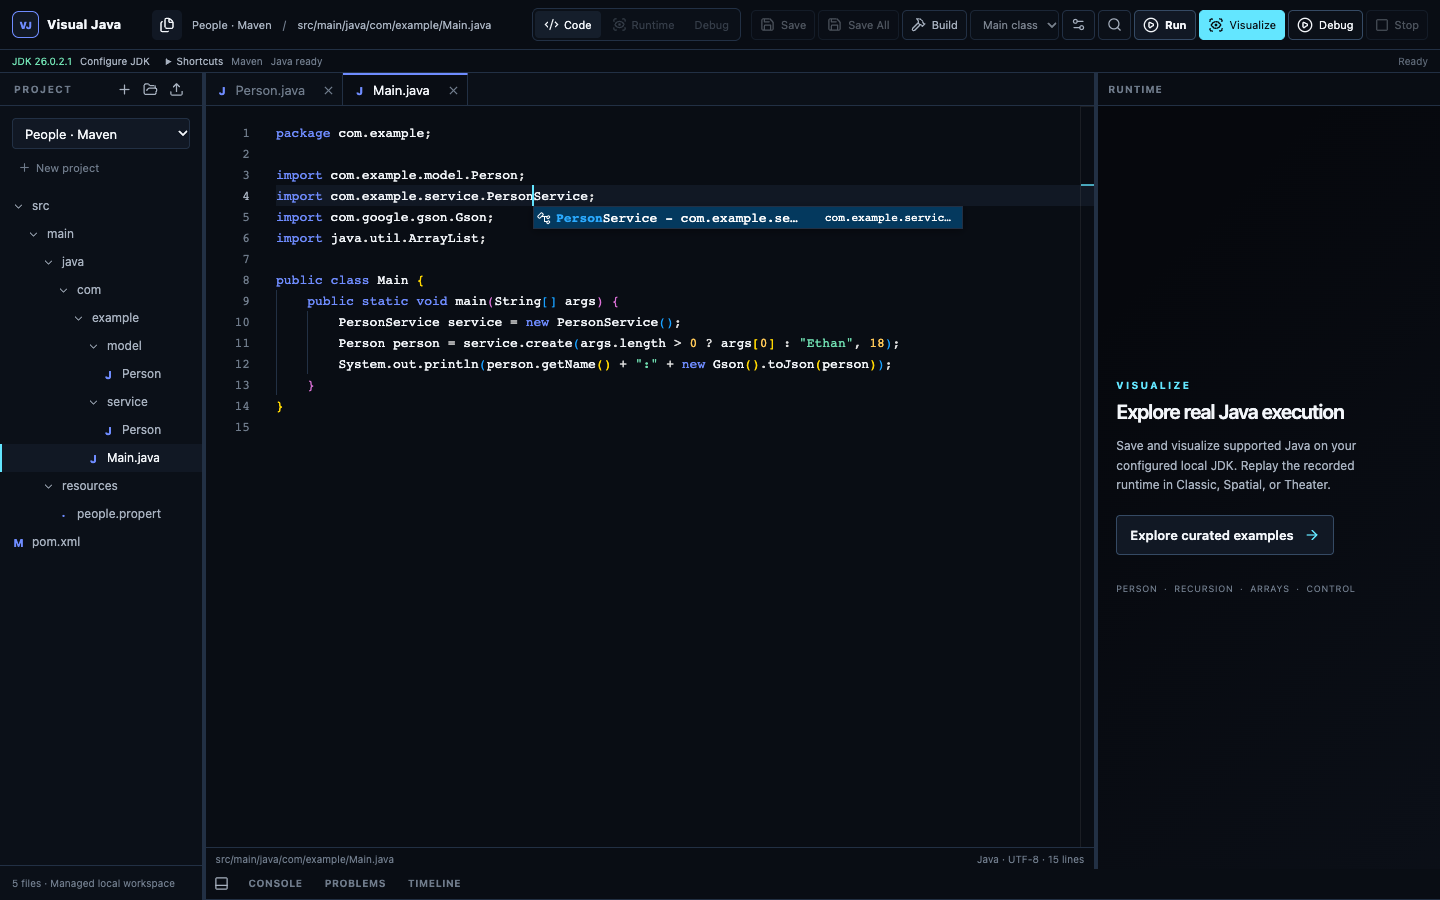 VJ Visual Java People · Maven / src/main/java/com/example/Main.java </> Code Runtime Debug Save Save All Build Main class Run Visualize Debug Stop
JDK 26.0.2.1 Configure JDK Shortcuts Maven Java ready Ready
PROJECT
People · Maven
New project
src
main
java
com
example
model
J Person
service
J Person
J Main.java
resources
people.propert
M pom.xml
5 files · Managed local workspace
J Person.java J Main.java
1 package com.example;
2
3 import com.example.model.Person;
4 import com.example.service.PersonService;
5 import com.google.gson.Gson;
PersonService – com.example.se… com.example.servic…
6 import java.util.ArrayList;
7
8 public class Main {
9 public static void main(String[] args) {
10 PersonService service = new PersonService();
11 Person person = service.create(args.length > 0 ? args[0] : "Ethan", 18);
12 System.out.println(person.getName() + ":" + new Gson().toJson(person));
13 }
14 }
15
src/main/java/com/example/Main.java Java · UTF-8 · 15 lines
CONSOLE PROBLEMS TIMELINE
RUNTIME
VISUALIZE
Explore real Java execution
Save and visualize supported Java on your
configured local JDK. Replay the recorded
runtime in Classic, Spatial, or Theater.
Explore curated examples →
PERSON · RECURSION · ARRAYS · CONTROL